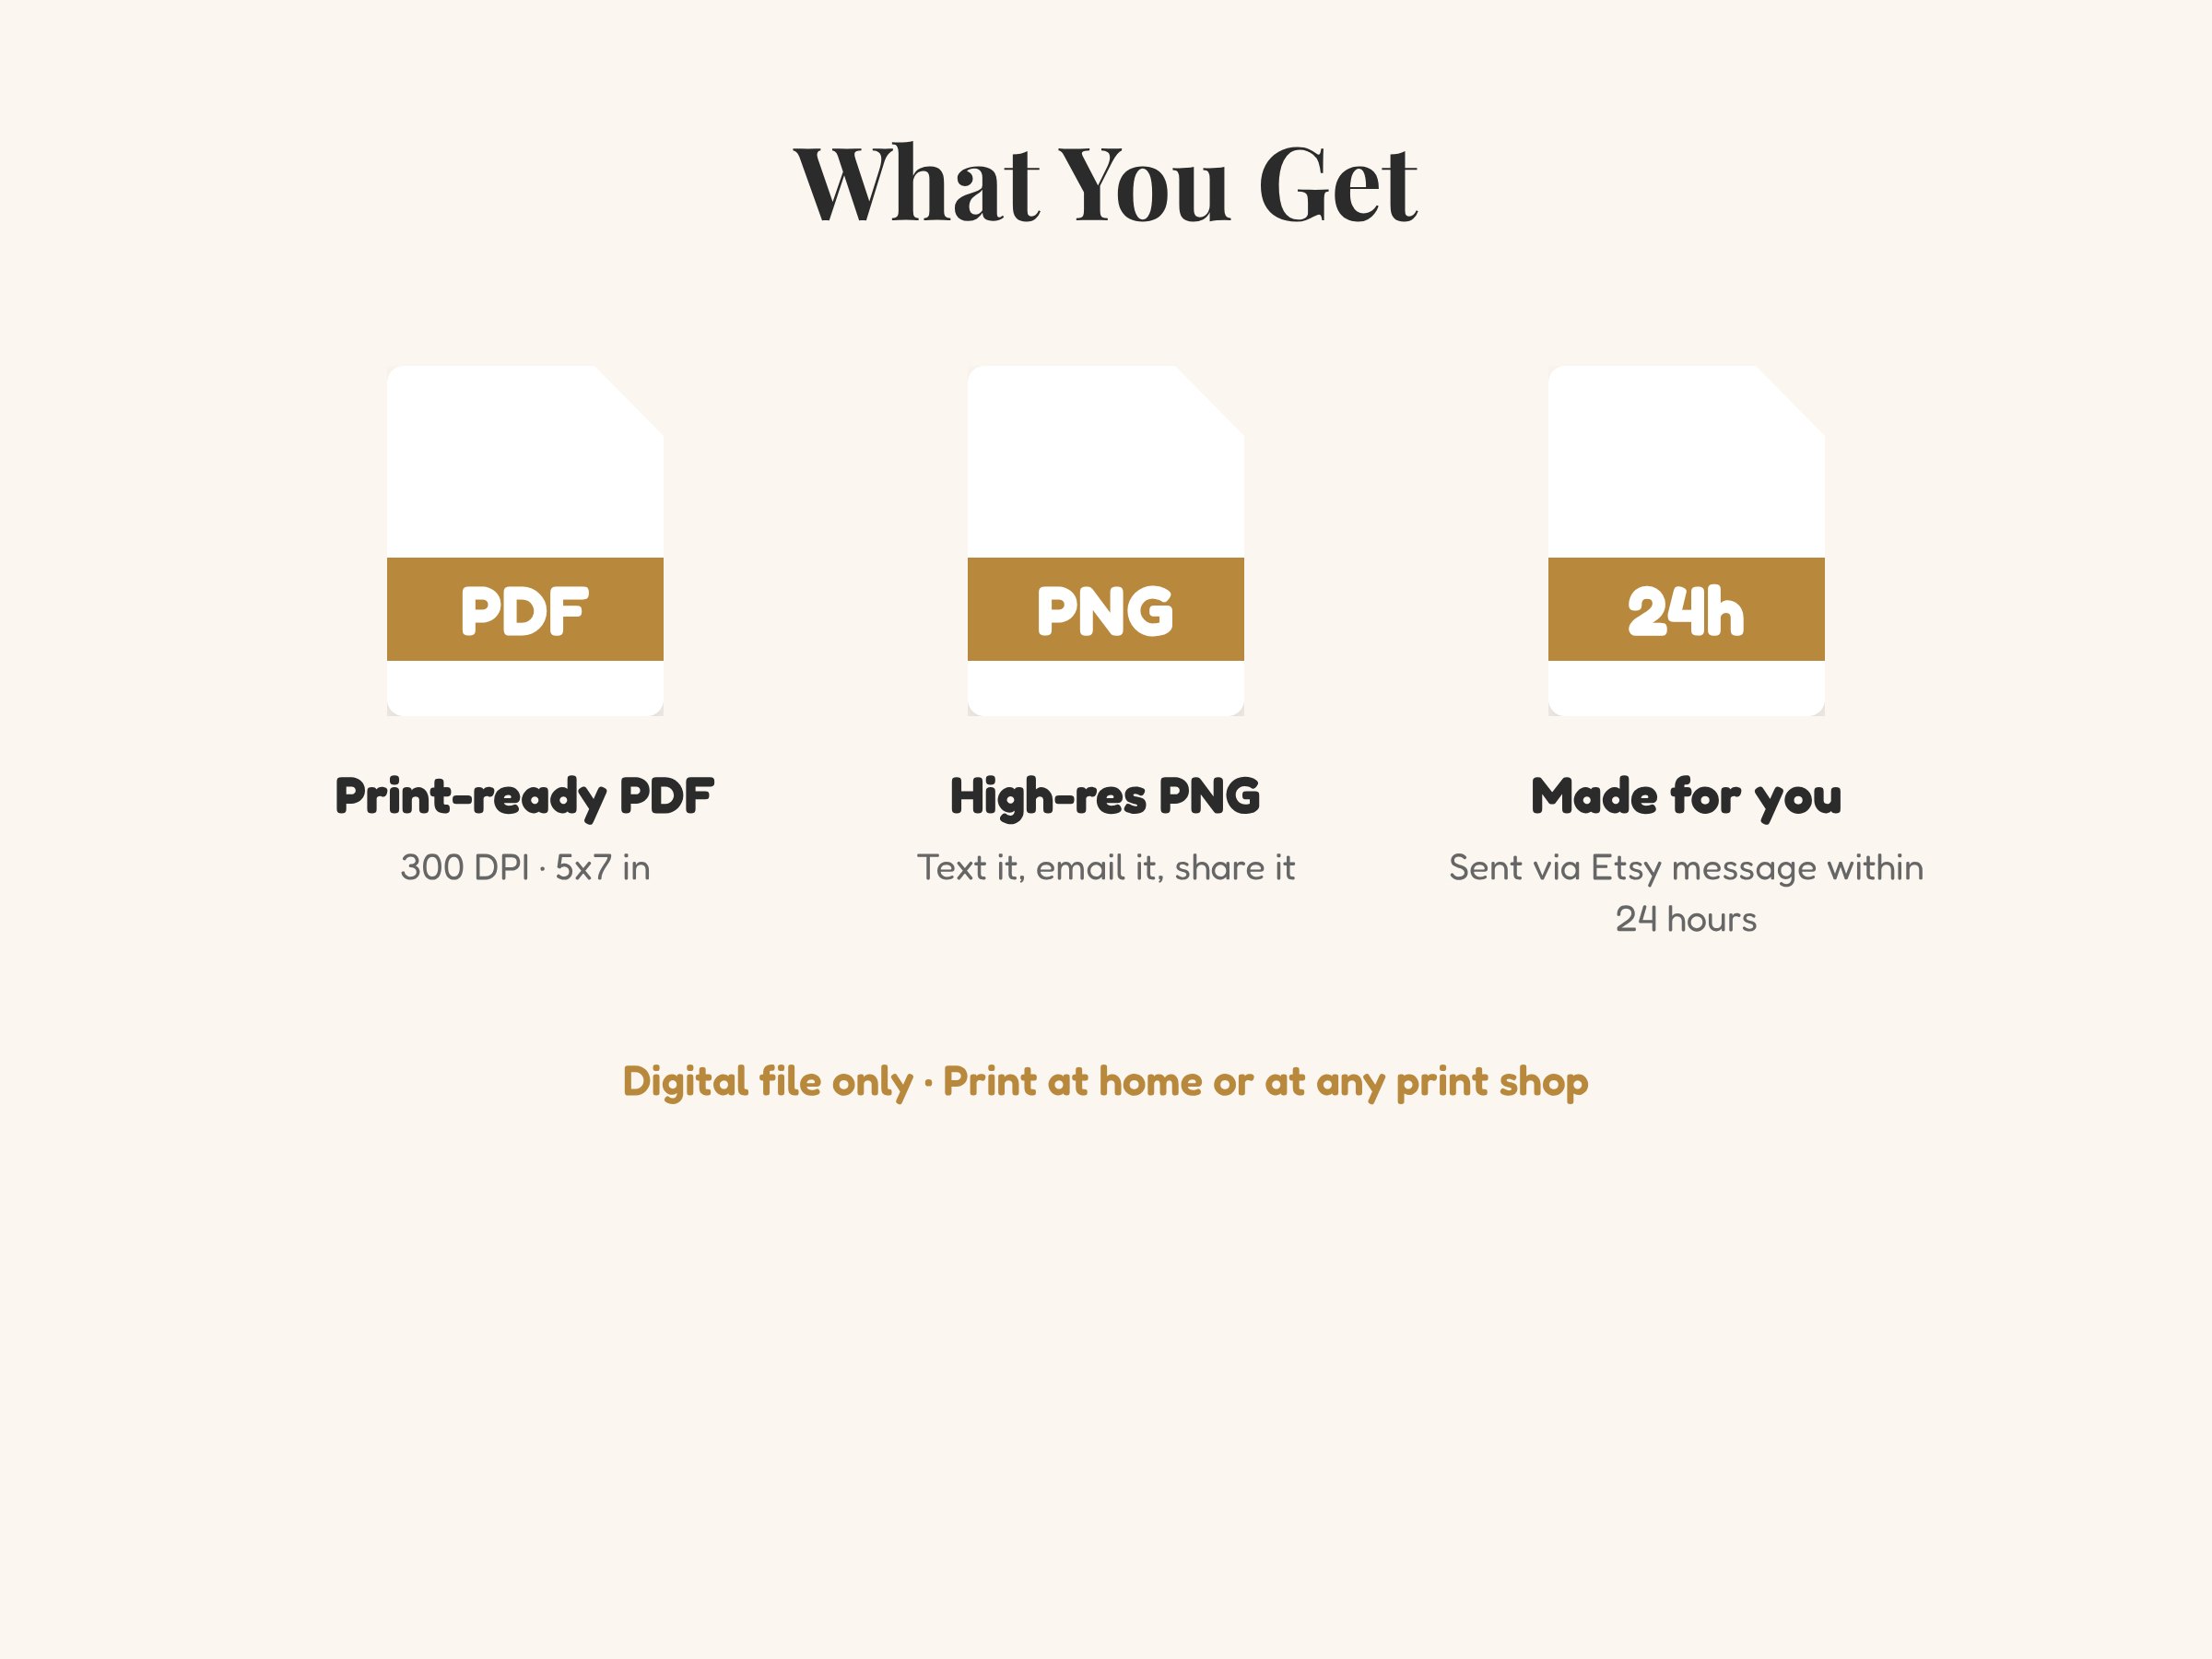 What You Get
PDF
PNG
24h
Print-ready PDF
300 DPI · 5x7 in
High-res PNG
Text it, email it, share it
Made for you
Sent via Etsy message within
24 hours
Digital file only · Print at home or at any print shop